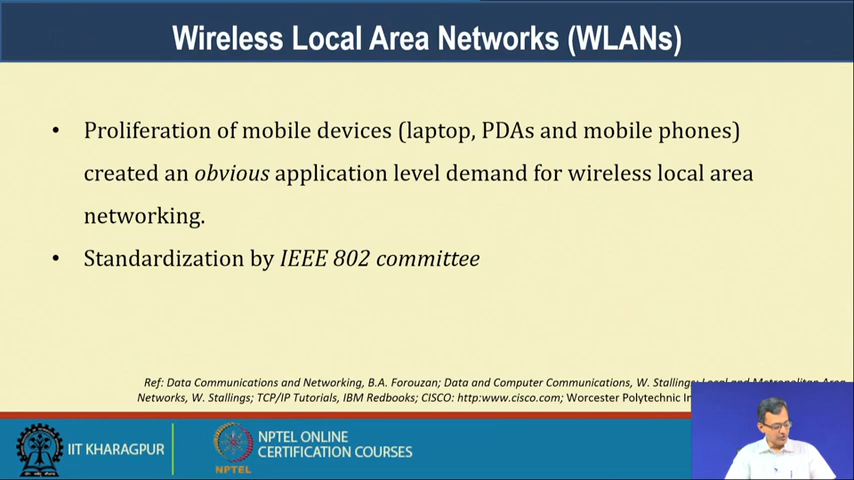 Wireless Local Area Networks (WLANs)
• Proliferation of mobile devices (laptop, PDAs and mobile phones)
created an obvious application level demand for wireless local area
networking.
• Standardization by IEEE 802 committee
Ref: Data Communications and Networking, B.A. Forouzan; Data and Computer Communications, W. Stallings; Local and Metropolitan Area
Networks, W. Stallings; TCP/IP Tutorials, IBM Redbooks; CISCO: http:www.cisco.com; Worcester Polytechnic
IIT KHARAGPUR
NPTEL
NPTEL ONLINE
CERTIFICATION COURSES